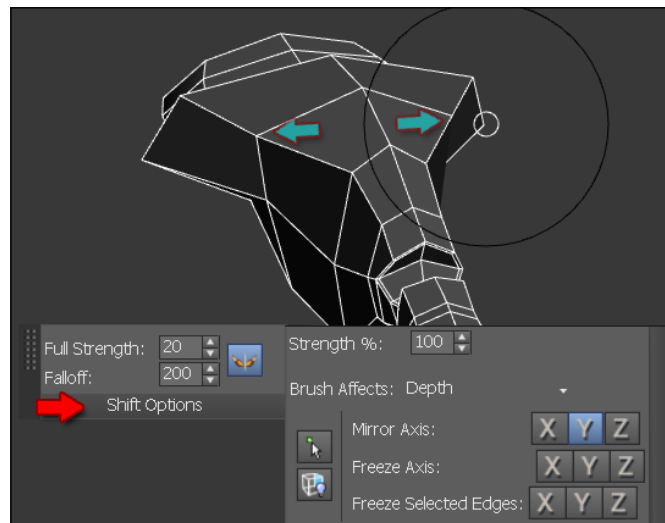 Full Strength: 20
Falloff: 200
Shift Options
Strength %: 100
Brush Affects: Depth
Mirror Axis: X Y Z
Freeze Axis: X Y Z
Freeze Selected Edges: X Y Z